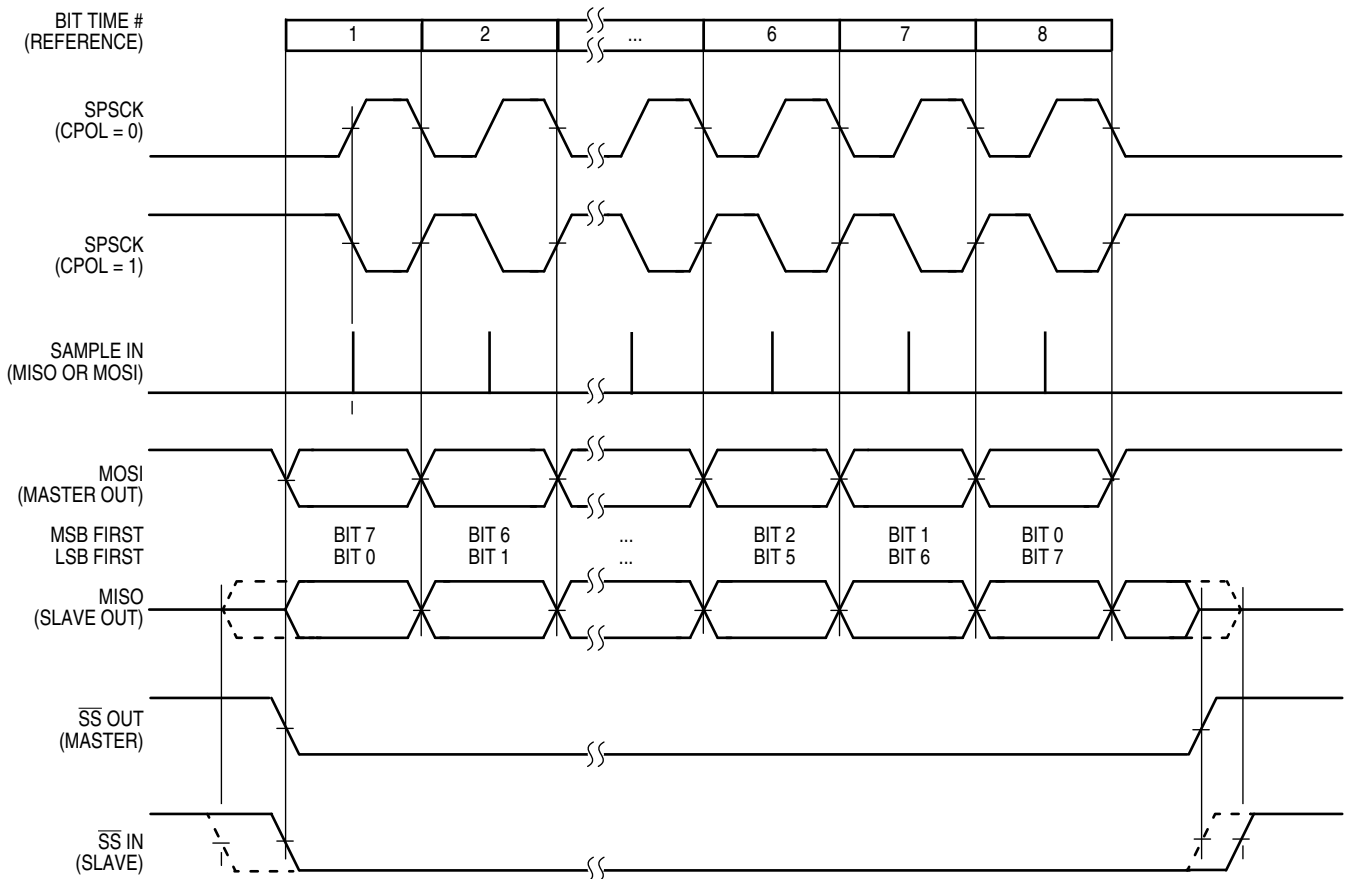 BIT TIME #
(REFERENCE)
1 2 ... 6 7 8
SPSCK
(CPOL = 0)
SPSCK
(CPOL = 1)
SAMPLE IN
(MISO OR MOSI)
MOSI
(MASTER OUT)
MSB FIRST BIT 7 BIT 6 ... BIT 2 BIT 1 BIT 0
LSB FIRST BIT 0 BIT 1 ... BIT 5 BIT 6 BIT 7
MISO
(SLAVE OUT)
S̅S̅ OUT
(MASTER)
S̅S̅ IN
(SLAVE)